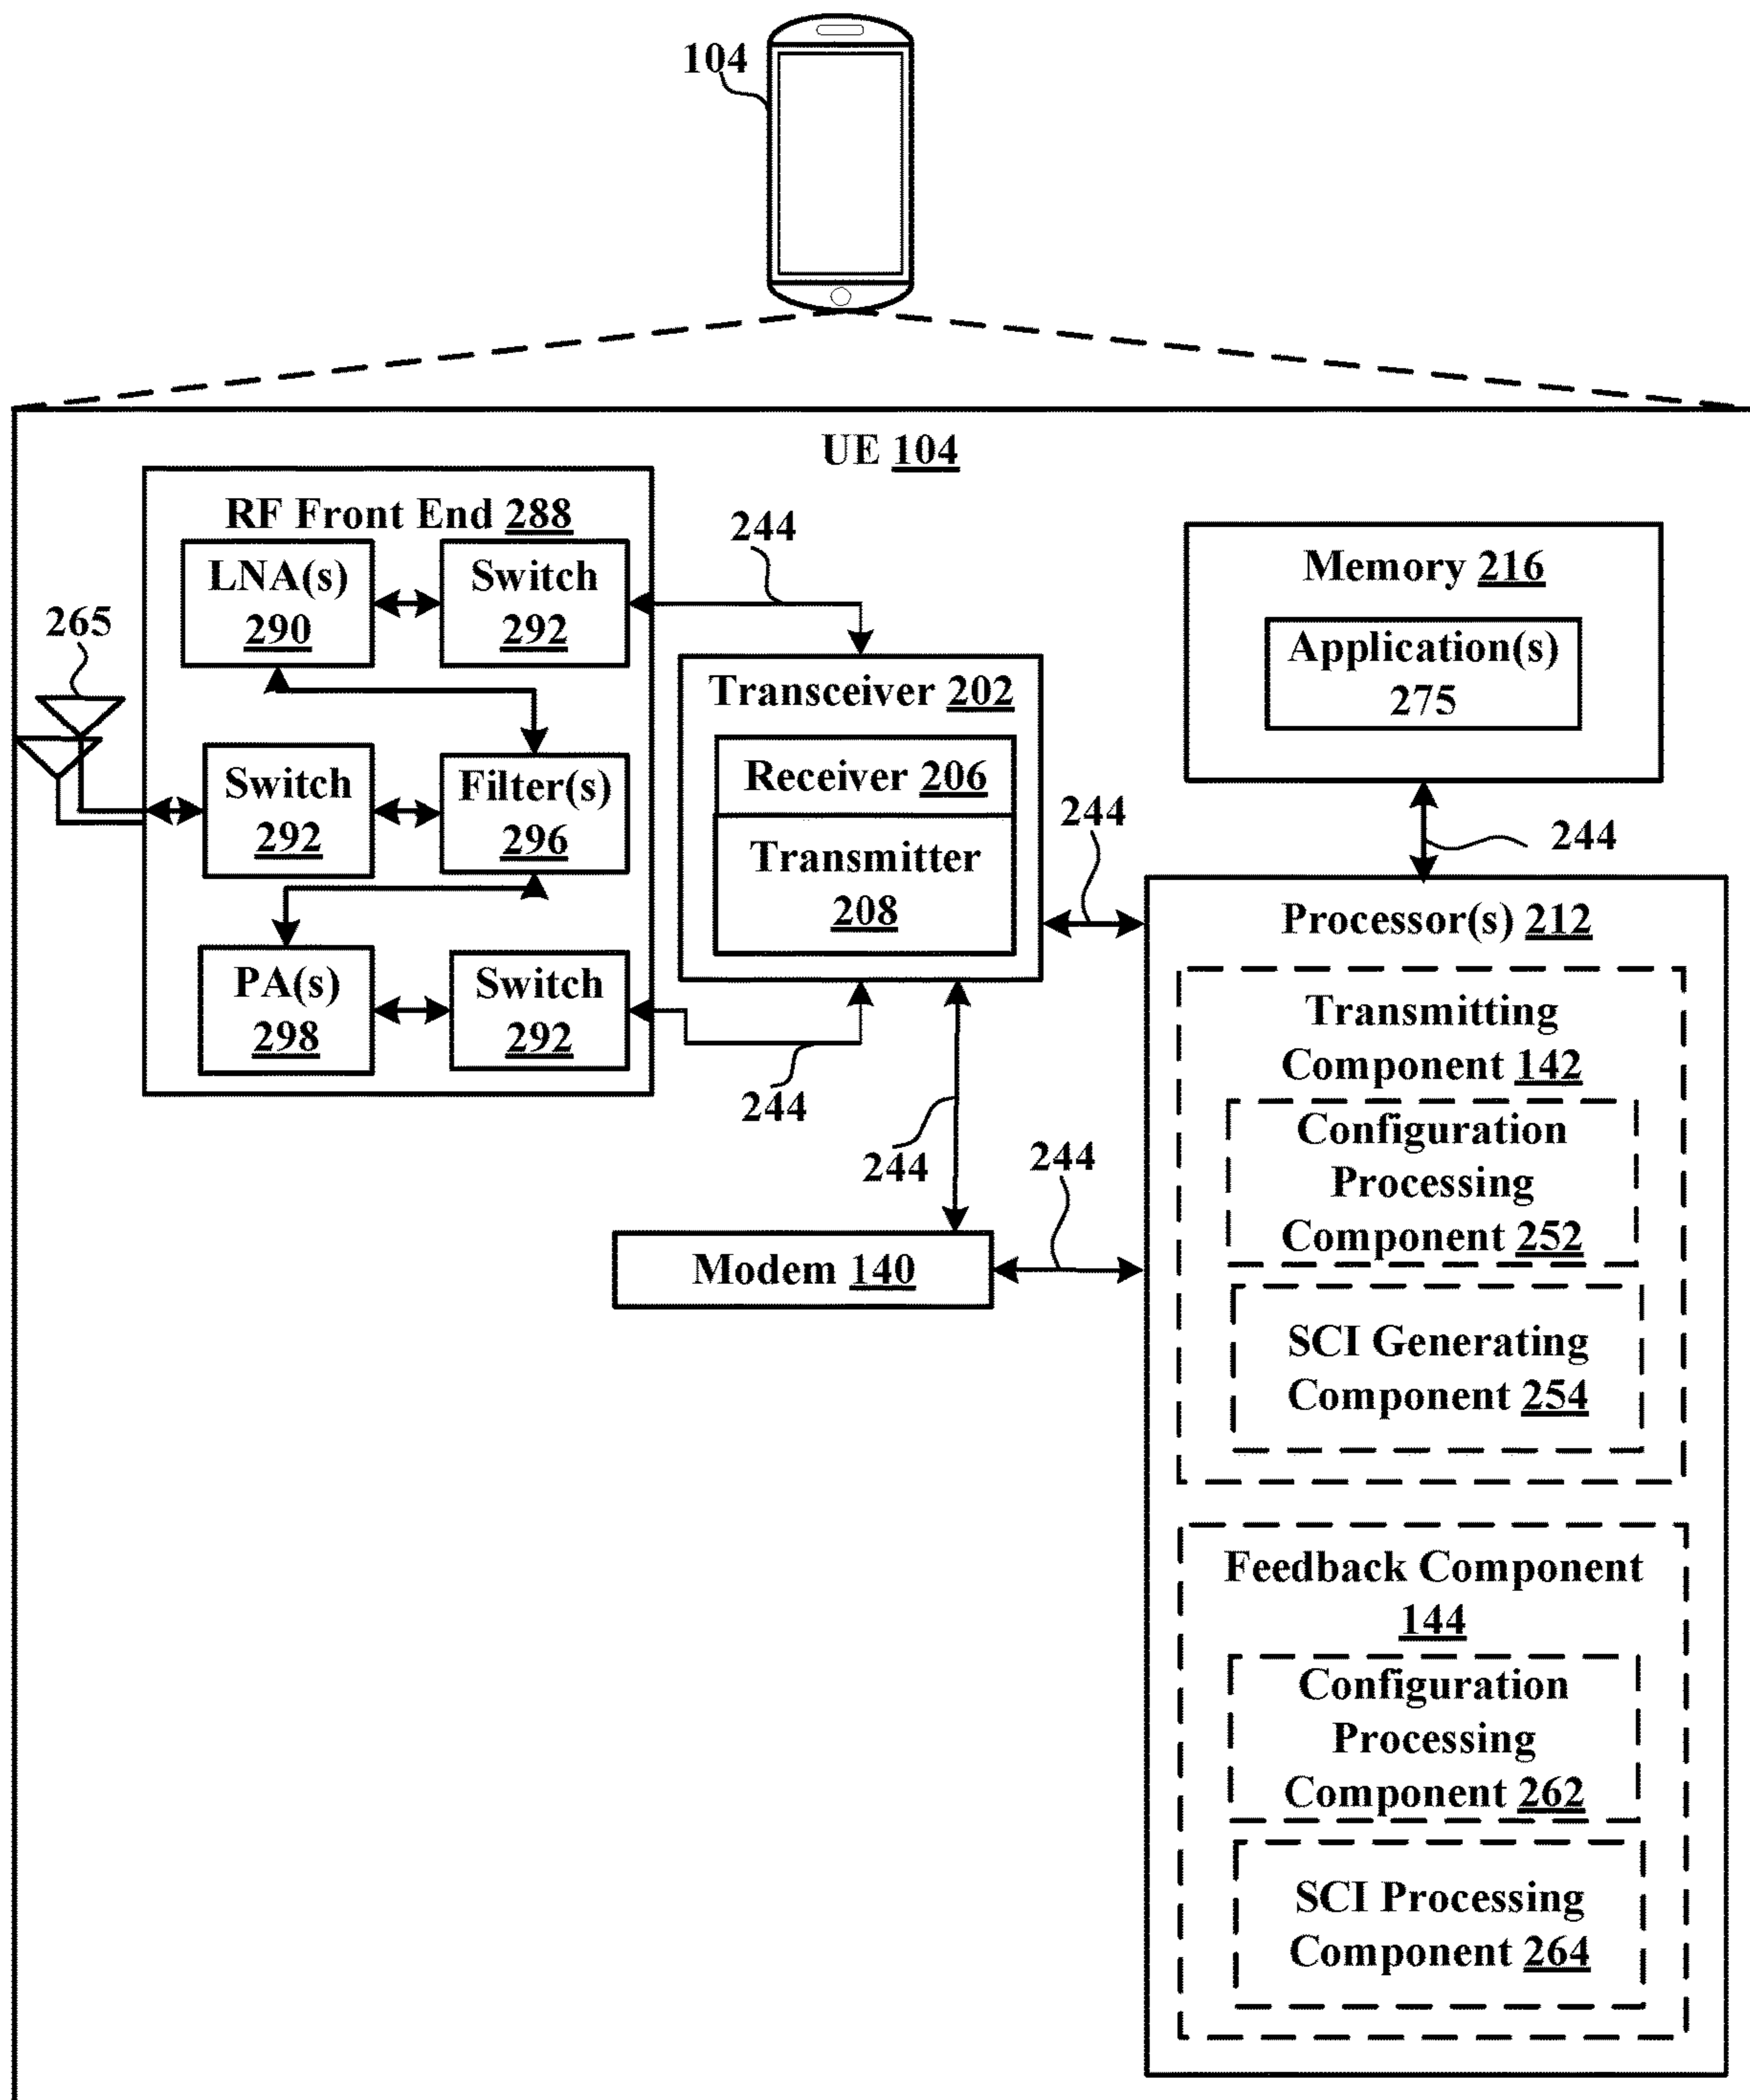 104
UE 104
RF Front End 288
LNA(s)
290
Switch
292
244
265
Switch
292
Filter(s)
296
PA(s)
298
Switch
292
244
Transceiver 202
Receiver 206
Transmitter
208
244
244
Modem 140
244
Memory 216
Application(s)
275
244
Processor(s) 212
Transmitting
Component 142
Configuration
Processing
Component 252
SCI Generating
Component 254
Feedback Component
144
Configuration
Processing
Component 262
SCI Processing
Component 264